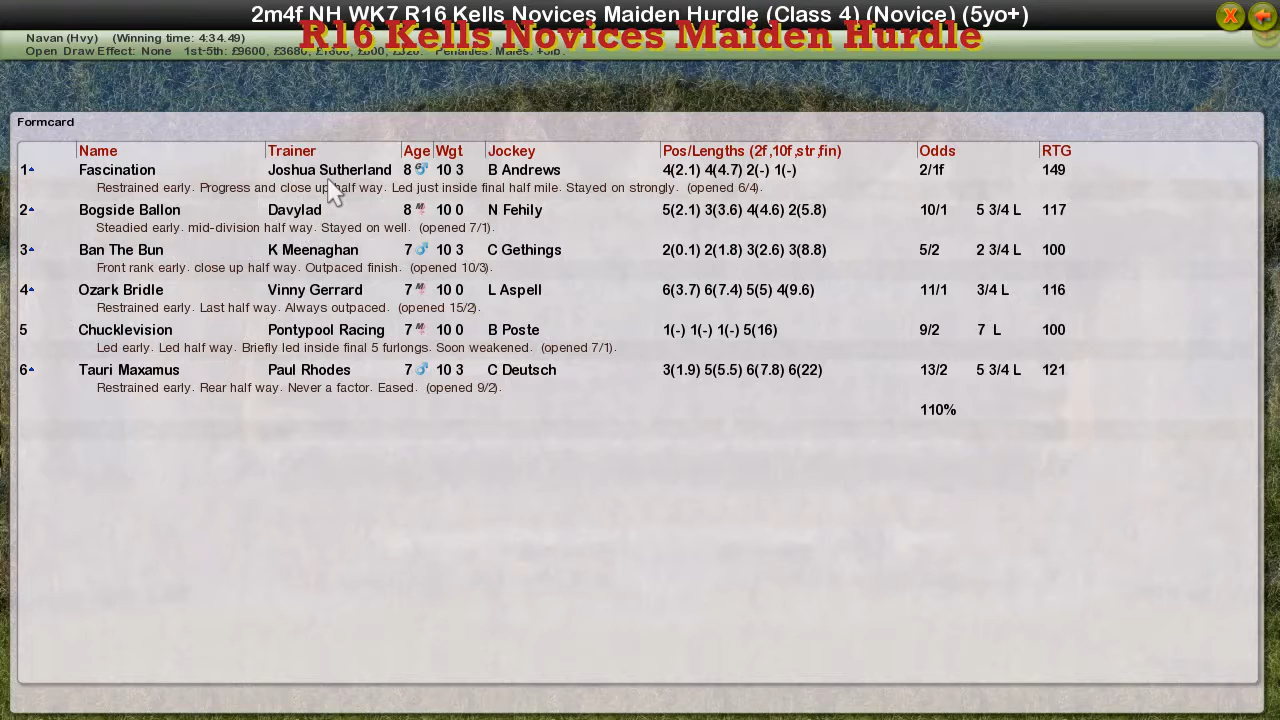 2m4f NH WK7 R16 Kells Novices Maiden Hurdle (Class 4) (Novice) (5yo+)
R16 Kells Novices Maiden Hurdle
Navan (Hvy) (Winning time: 4:34.49)
Open Draw Effect: None 1st-5th: £9600, £3680, £1600, £800, £320. Penalties: Males: +3lb.
Formcard
Name Trainer Age Wgt Jockey Pos/Lengths (2f,10f,str,fin) Odds RTG
1 Fascination Joshua Sutherland 8 10 3 B Andrews 4(2.1) 4(4.7) 2(-) 1(-) 2/1f 149
Restrained early. Progress and close up half way. Led just inside final half mile. Stayed on strongly. (opened 6/4).
2 Bogside Ballon Davylad 8 10 0 N Fehily 5(2.1) 3(3.6) 4(4.6) 2(5.8) 10/1 5 3/4 L 117
Steadied early. mid-division half way. Stayed on well. (opened 7/1).
3 Ban The Bun K Meenaghan 7 10 3 C Gethings 2(0.1) 2(1.8) 3(2.6) 3(8.8) 5/2 2 3/4 L 100
Front rank early. close up half way. Outpaced finish. (opened 10/3).
4 Ozark Bridle Vinny Gerrard 7 10 0 L Aspell 6(3.7) 6(7.4) 5(5) 4(9.6) 11/1 3/4 L 116
Restrained early. Last half way. Always outpaced. (opened 15/2).
5 Chucklevision Pontypool Racing 7 10 0 B Poste 1(-) 1(-) 1(-) 5(16) 9/2 7 L 100
Led early. Led half way. Briefly led inside final 5 furlongs. Soon weakened. (opened 7/1).
6 Tauri Maxamus Paul Rhodes 7 10 3 C Deutsch 3(1.9) 5(5.5) 6(7.8) 6(22) 13/2 5 3/4 L 121
Restrained early. Rear half way. Never a factor. Eased. (opened 9/2).
110%